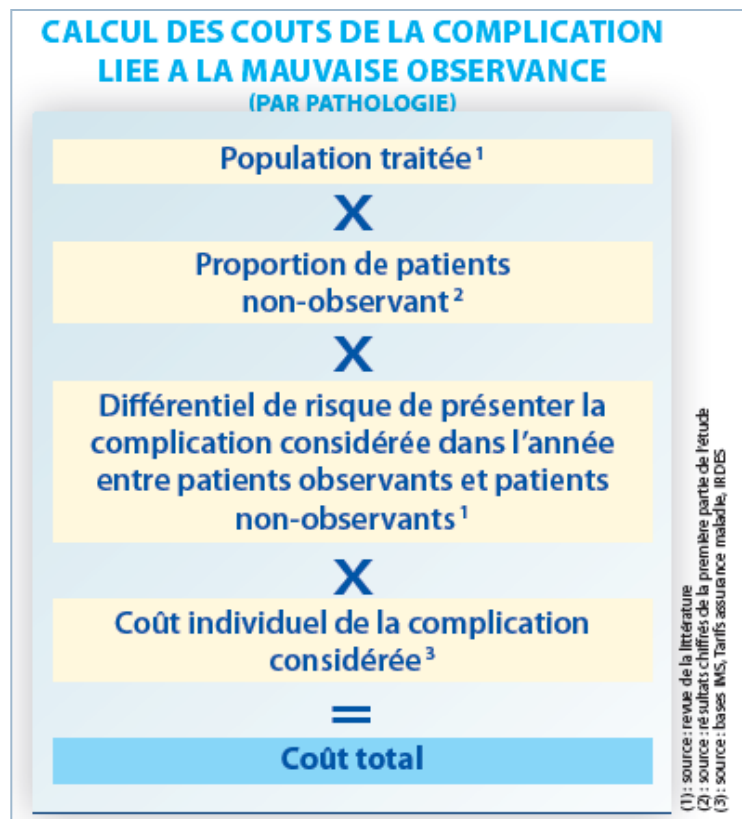 CALCUL DES COUTS DE LA COMPLICATION
LIEE A LA MAUVAISE OBSERVANCE
(PAR PATHOLOGIE)
Population traitée¹
X
Proportion de patients
non-observant²
X
Différentiel de risque de présenter la
complication considérée dans l'année
entre patients observants et patients
non-observants¹
X
Coût individuel de la complication
considérée³
=
Coût total
(1) : source : revue de la littérature
(2) : source : résultats chiffrés de la première partie de l'étude
(3) : source : bases IMS, Tarifs assurance maladie, IRDES